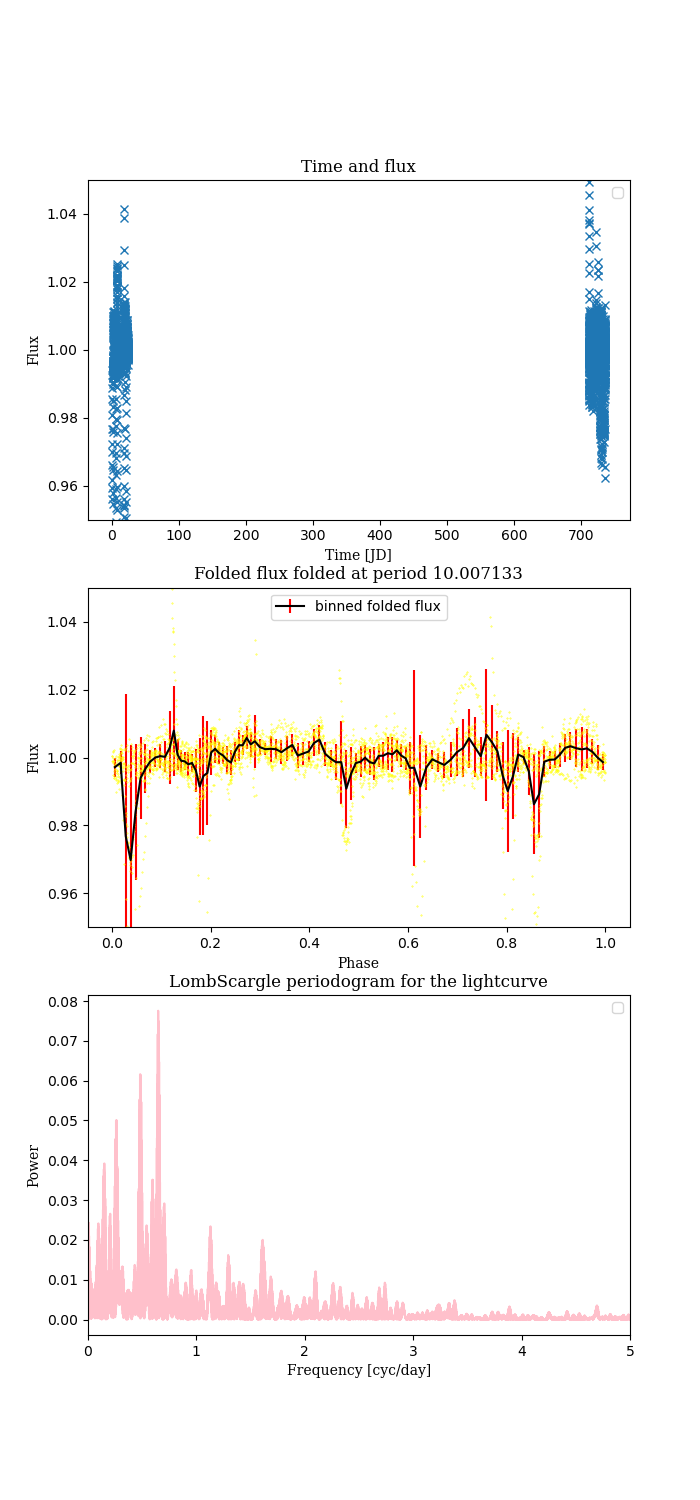 Time and flux
1.04
1.02
1.00
0.98
0.96
Flux
0 100 200 300 400 500 600 700
Time [JD]
Folded flux folded at period 10.007133
binned folded flux
1.04
1.02
1.00
0.98
0.96
Flux
0.0 0.2 0.4 0.6 0.8 1.0
Phase
LombScargle periodogram for the lightcurve
0.08
0.07
0.06
0.05
0.04
0.03
0.02
0.01
0.00
Power
0 1 2 3 4 5
Frequency [cyc/day]